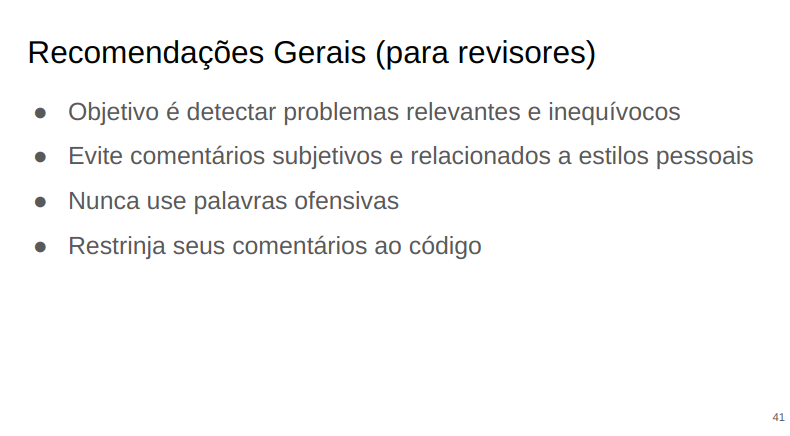 Recomendações Gerais (para revisores)
● Objetivo é detectar problemas relevantes e inequívocos
● Evite comentários subjetivos e relacionados a estilos pessoais
● Nunca use palavras ofensivas
● Restrinja seus comentários ao código
41